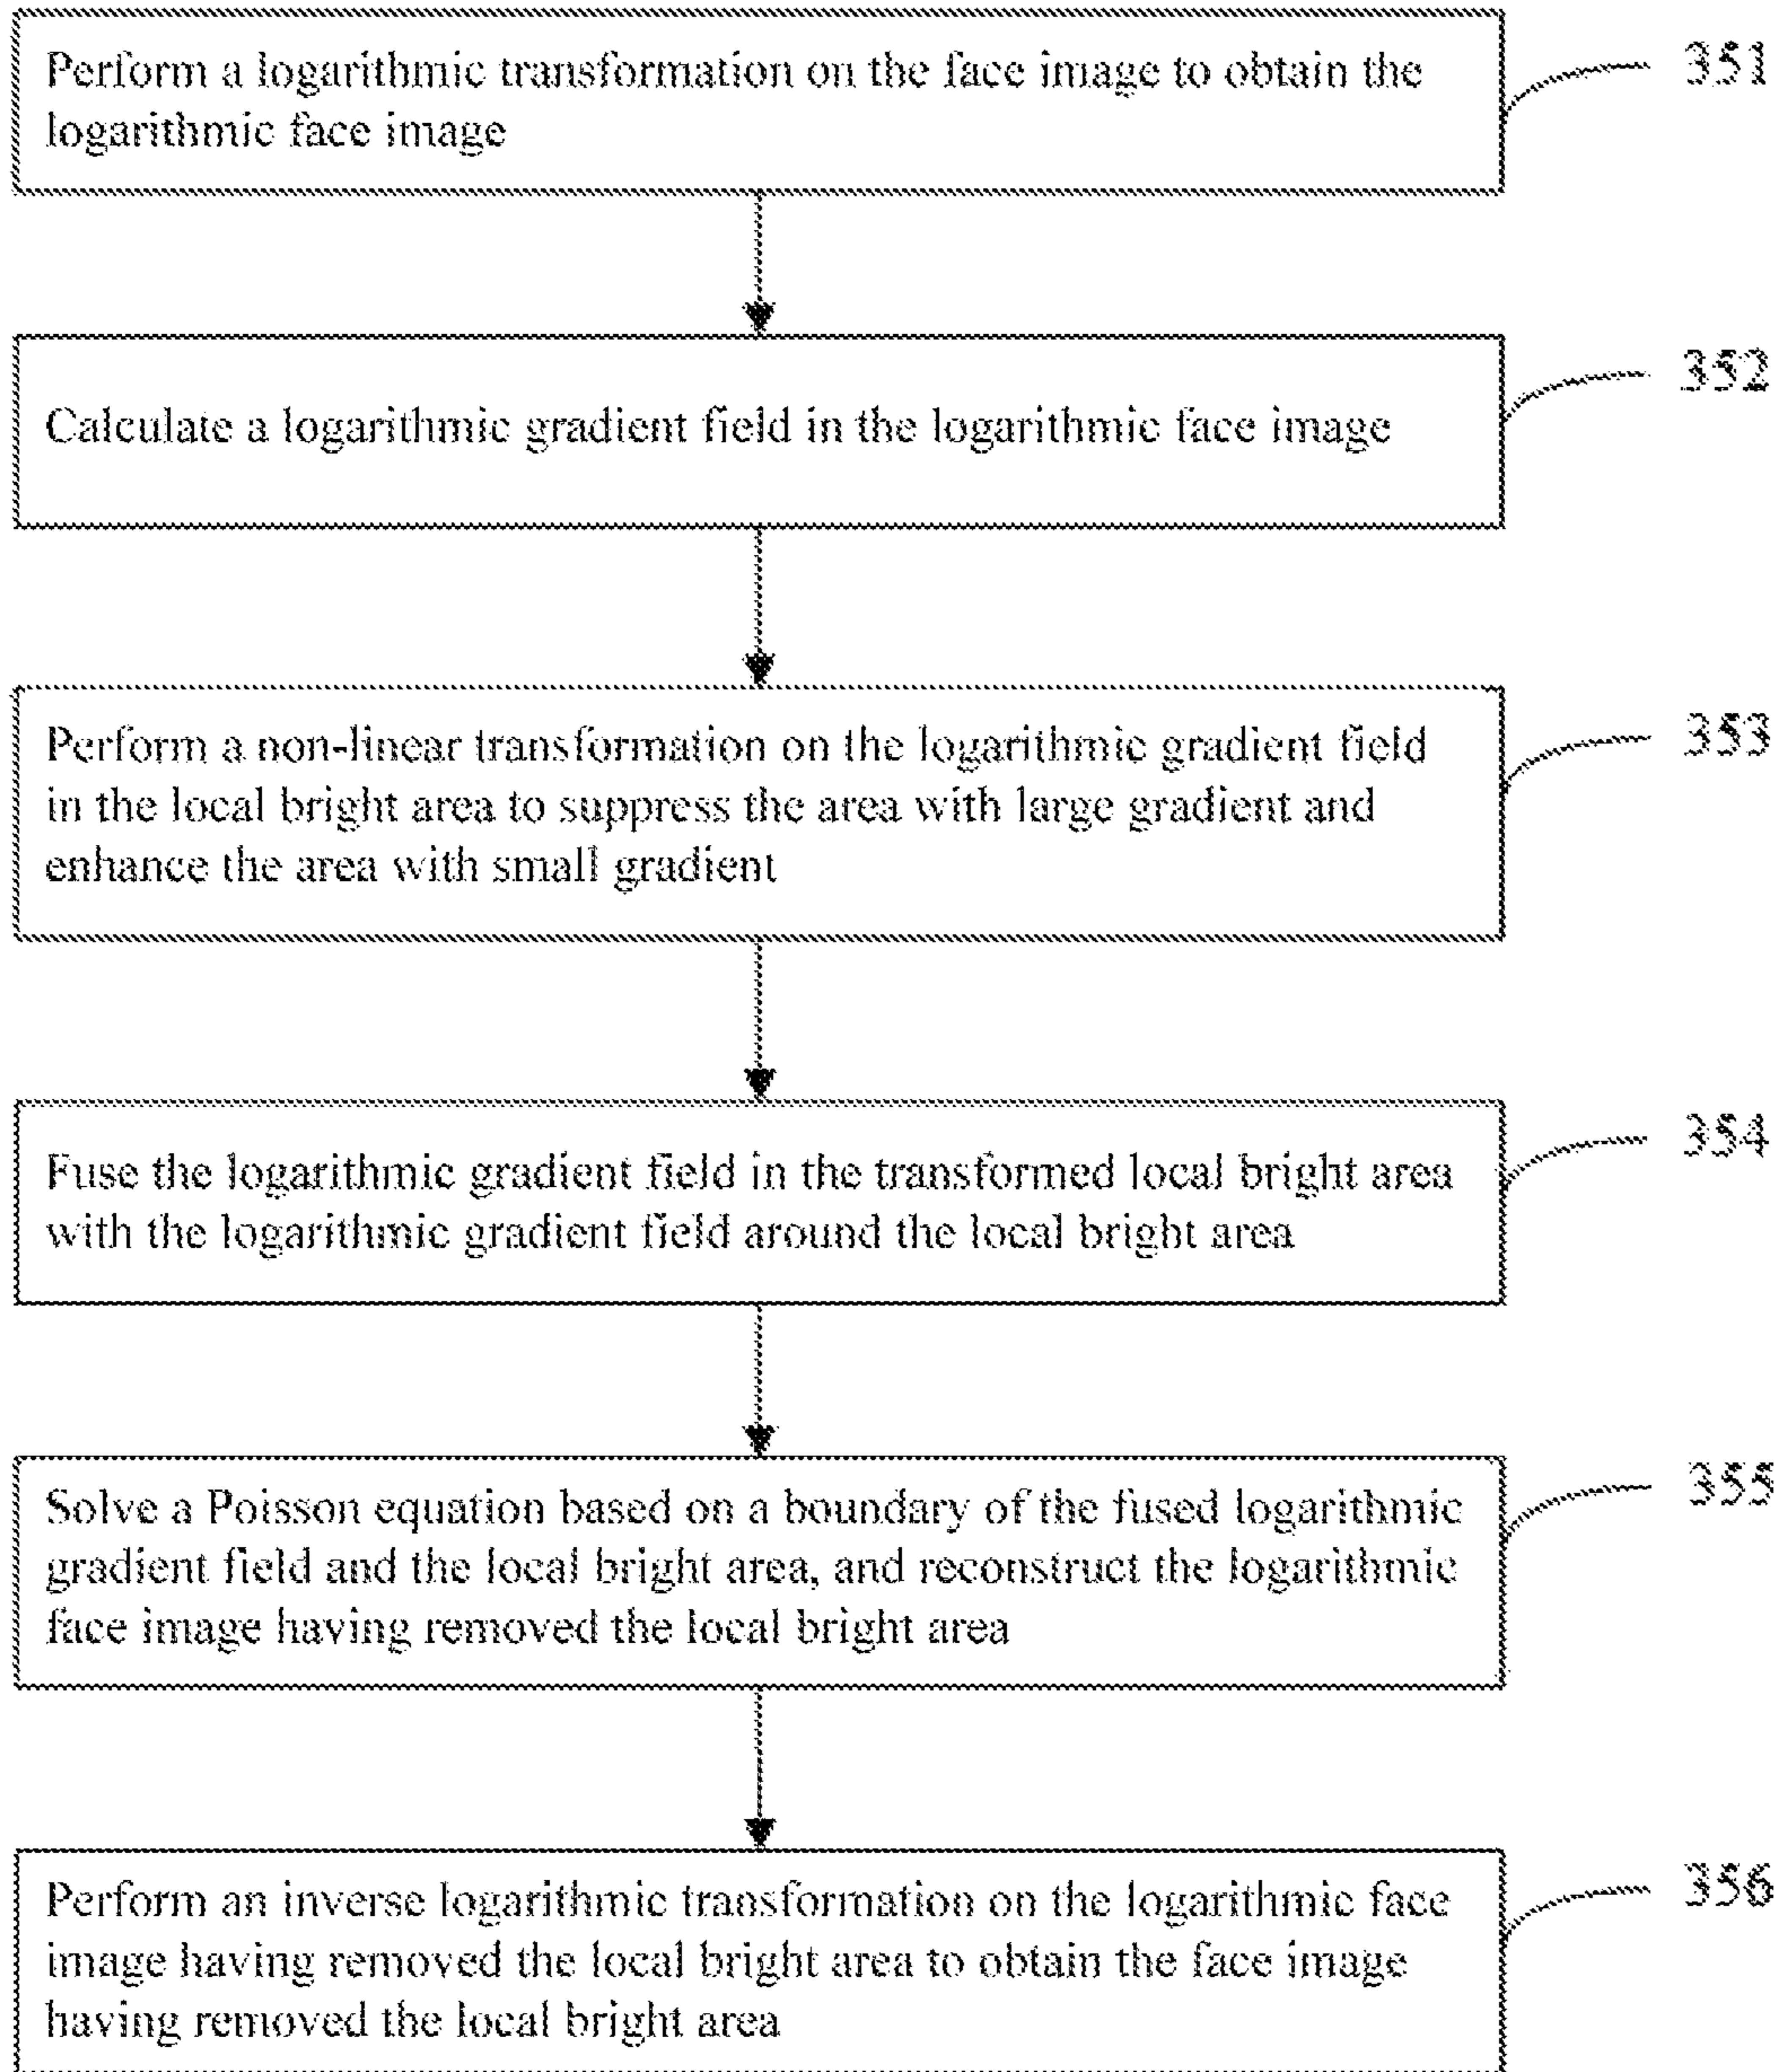 Perform a logarithmic transformation on the face image to obtain the
logarithmic face image
351
Calculate a logarithmic gradient field in the logarithmic face image
352
Perform a non-linear transformation on the logarithmic gradient field
in the local bright area to suppress the area with large gradient and
enhance the area with small gradient
353
Fuse the logarithmic gradient field in the transformed local bright area
with the logarithmic gradient field around the local bright area
354
Solve a Poisson equation based on a boundary of the fused logarithmic
gradient field and the local bright area, and reconstruct the logarithmic
face image having removed the local bright area
355
Perform an inverse logarithmic transformation on the logarithmic face
image having removed the local bright area to obtain the face image
having removed the local bright area
356